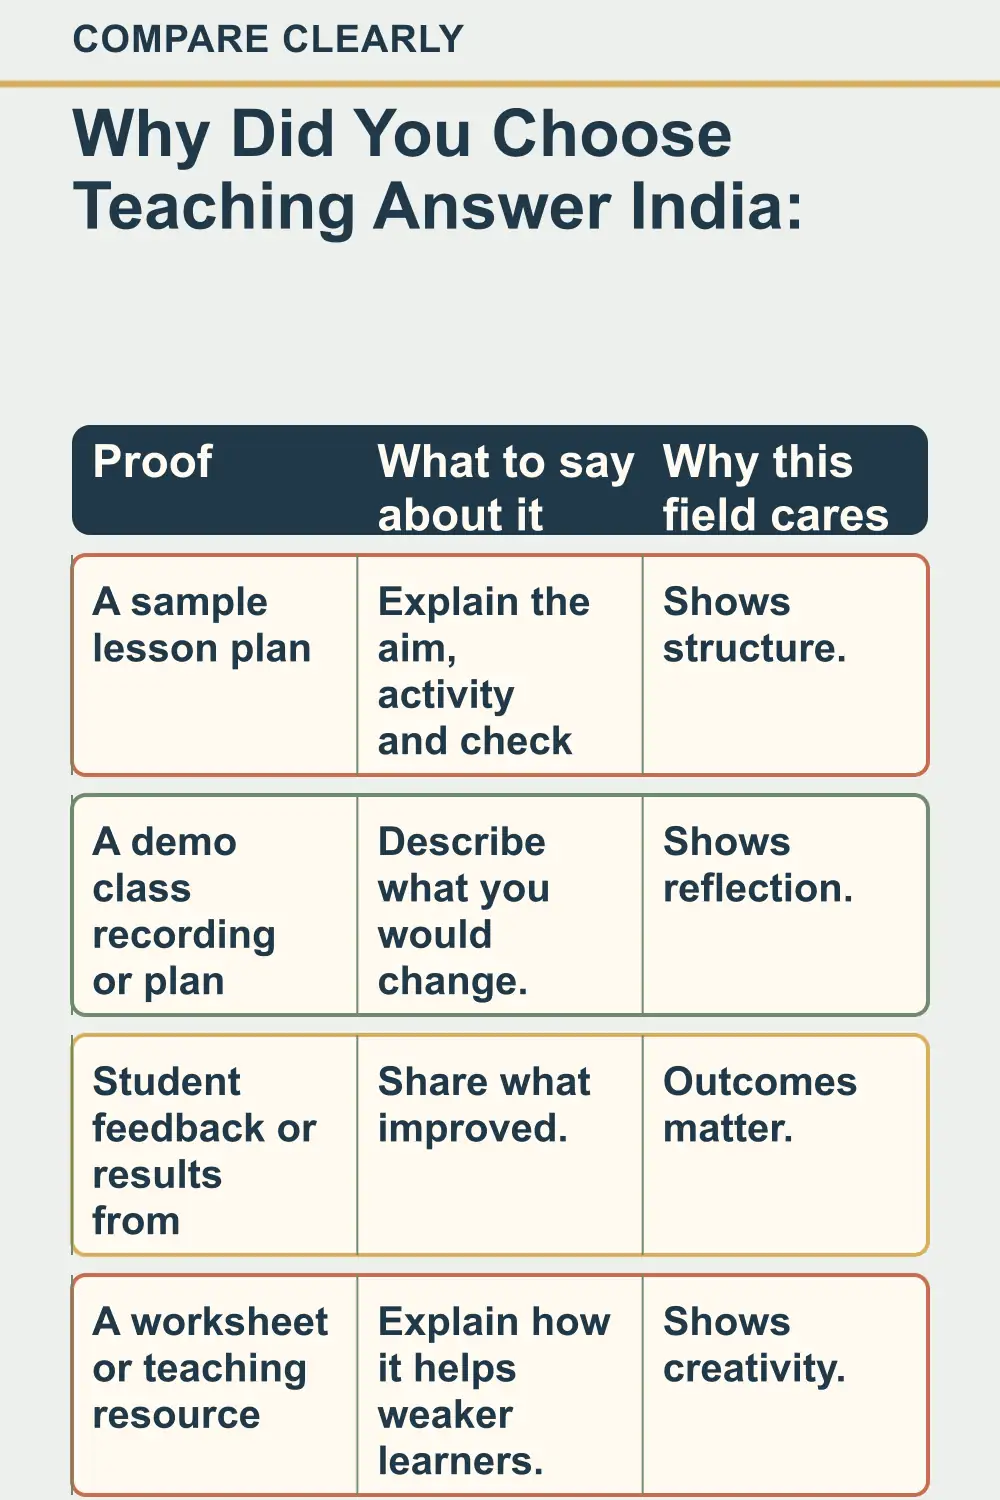 COMPARE CLEARLY
Why Did You Choose
Teaching Answer India:
Proof
What to say
about it
Why this
field cares
A sample
lesson plan
Explain the
aim,
activity
and check
Shows
structure.
A demo
class
recording
or plan
Describe
what you
would
change.
Shows
reflection.
Student
feedback or
results
from
Share what
improved.
Outcomes
matter.
A worksheet
or teaching
resource
Explain how
it helps
weaker
learners.
Shows
creativity.